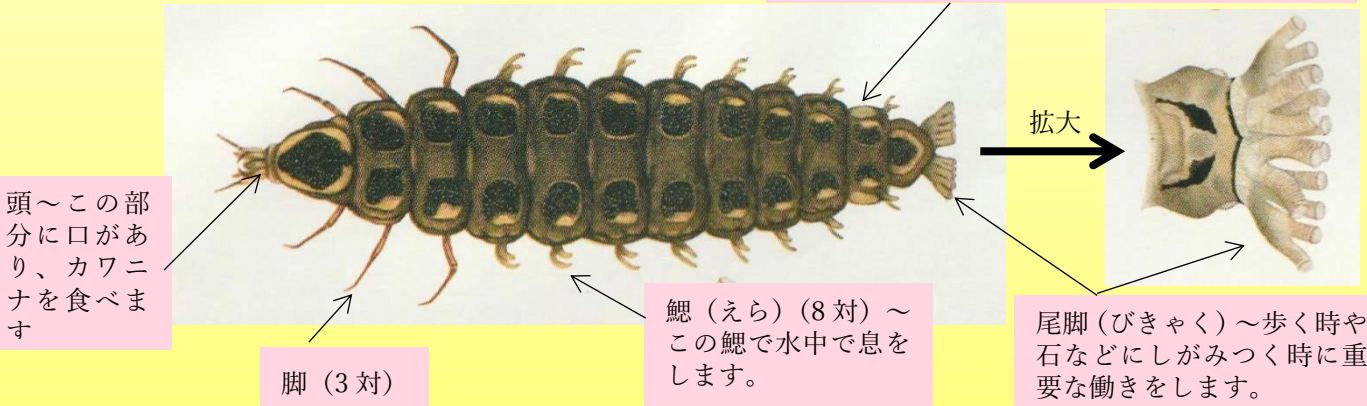 拡大
頭～この部
分に口があ
り、カワニ
ナを食べま
す
脚（3 対）
鰓（えら）（8 対）～
この鰓で水中で息を
します。
尾脚（びきゃく）～歩く時や
石などにしがみつく時に重
要な働きをします。